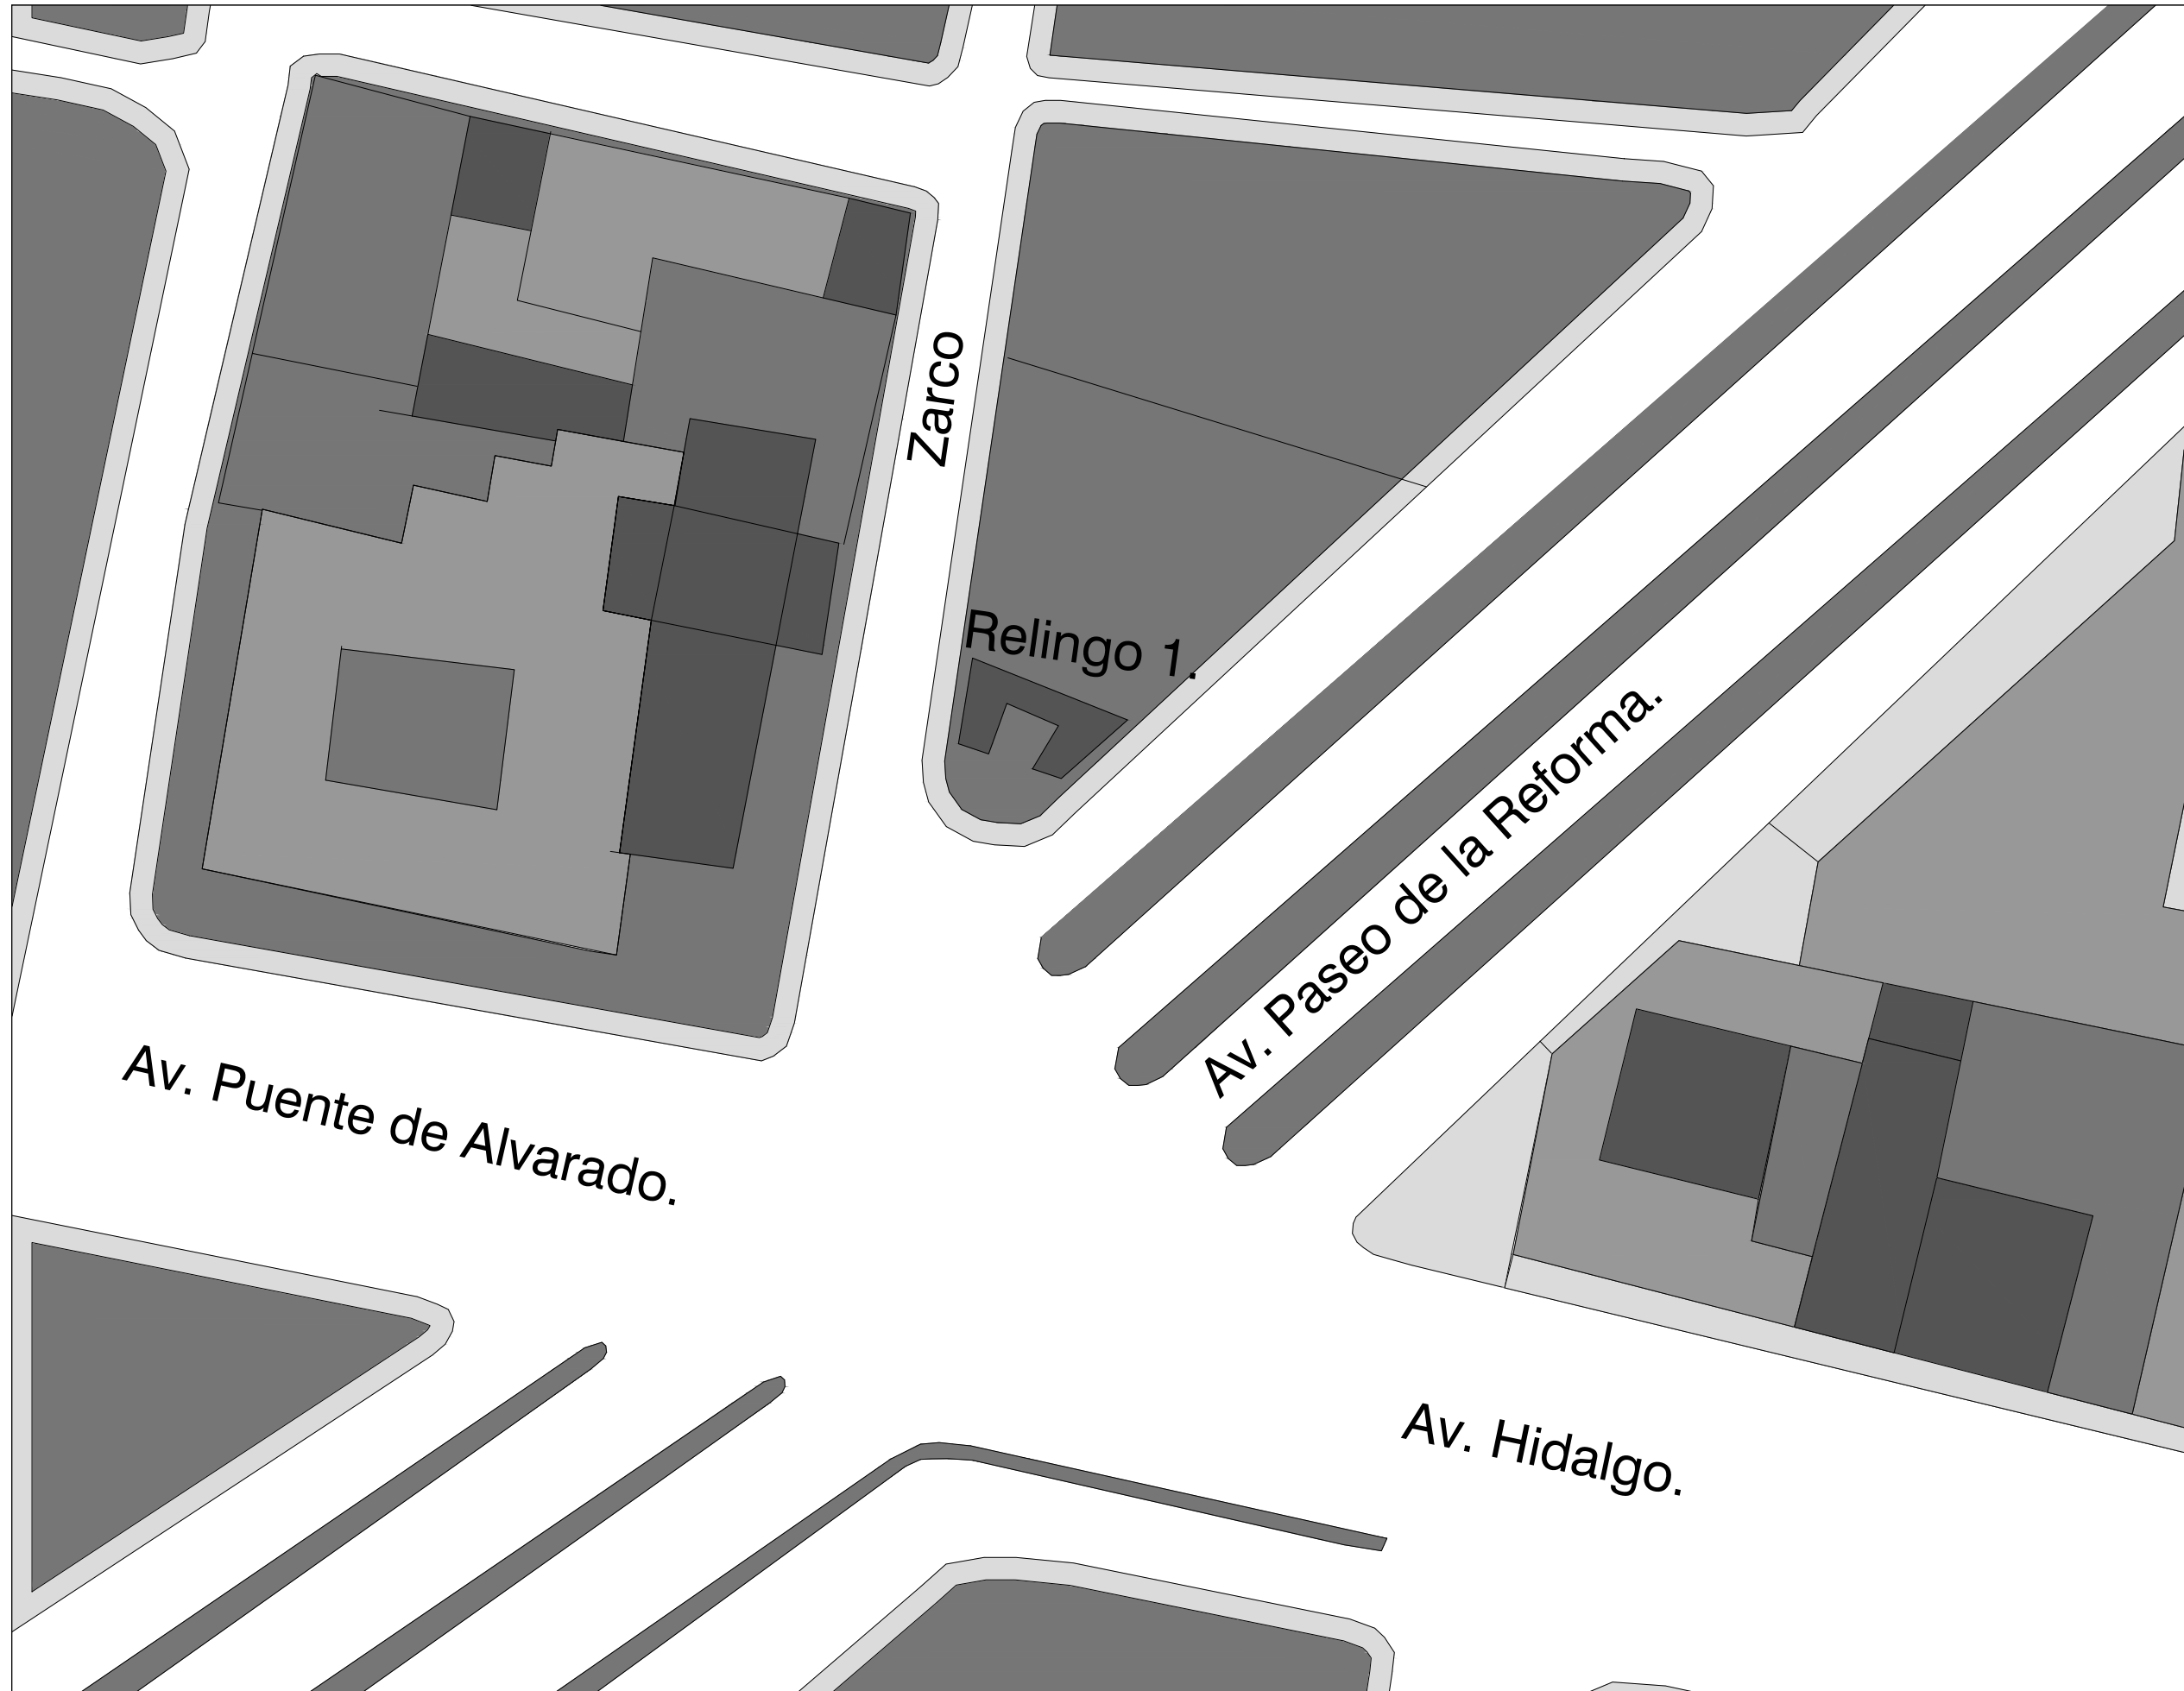 Zarco
Relingo 1.
Av. Paseo de la Reforma.
Av. Puente de Alvarado.
Av. Hidalgo.